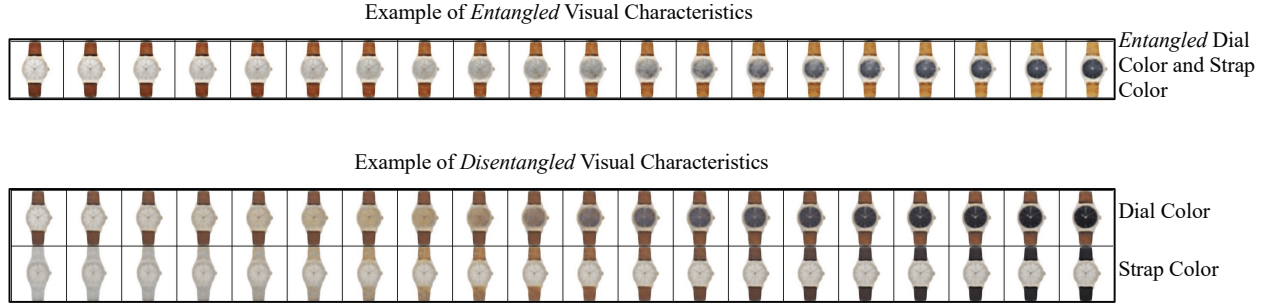 Example of Entangled Visual Characteristics
Entangled Dial
Color and Strap
Color
Example of Disentangled Visual Characteristics
Dial Color
Strap Color